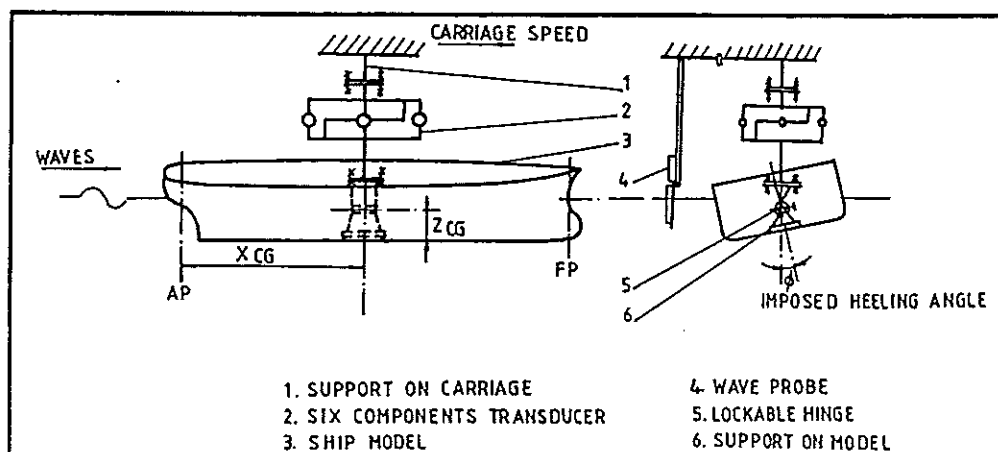 CARRIAGE SPEED
1
2
3
WAVES
4
Z CG
X CG
AP
FP
5
6
φ
IMPOSED HEELING ANGLE
1. SUPPORT ON CARRIAGE
2. SIX COMPONENTS TRANSDUCER
3. SHIP MODEL
4. WAVE PROBE
5. LOCKABLE HINGE
6. SUPPORT ON MODEL